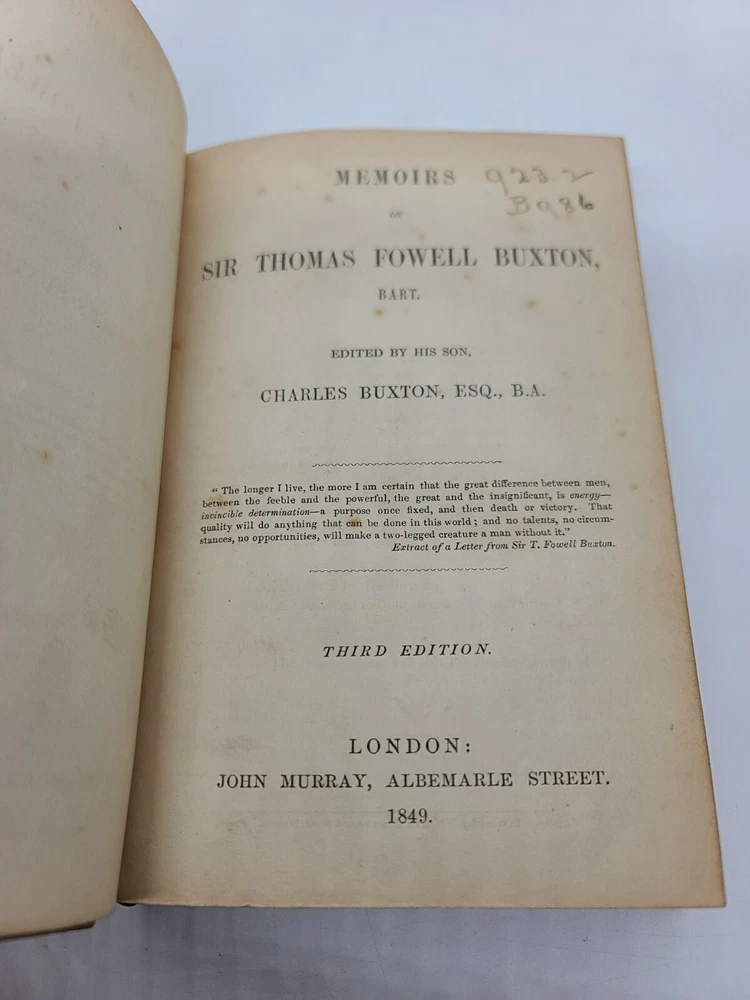 MEMOIRS 923.2
OF B986
SIR THOMAS FOWELL BUXTON,
BART.
EDITED BY HIS SON,
CHARLES BUXTON, ESQ., B.A.
“ The longer I live, the more I am certain that the great difference between men,
between the feeble and the powerful, the great and the insignificant, is energy—
invincible determination—a purpose once fixed, and then death or victory. That
quality will do anything that can be done in this world ; and no talents, no circum-
stances, no opportunities, will make a two-legged creature a man without it.”
Extract of a Letter from Sir T. Fowell Buxton.
THIRD EDITION.
LONDON:
JOHN MURRAY, ALBEMARLE STREET.
1849.